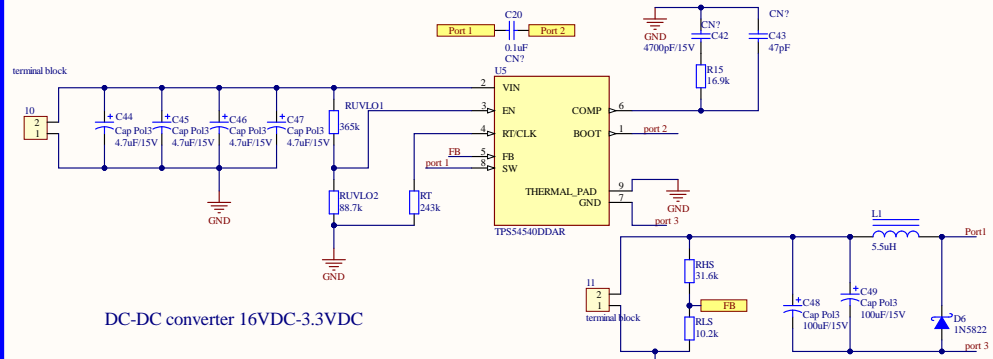 C20
Port 1
Port 2
0.1uF
CN?
GND
4700pF/15V
CN?
C42
CN?
C43
47pF
R15
16.9k
terminal block
10
2
1
C44
Cap Pol3
4.7uF/15V
C45
Cap Pol3
4.7uF/15V
C46
Cap Pol3
4.7uF/15V
C47
Cap Pol3
4.7uF/15V
GND
RUVLO1
365k
RUVLO2
88.7k
GND
RT
243k
FB
port 1
U5
2
VIN
3
EN
4
RT/CLK
5
FB
8
SW
COMP
6
BOOT
1
port 2
THERMAL_PAD
9
GND
7
GND
port 3
TPS54540DDAR
11
2
1
terminal block
RHS
31.6k
FB
RLS
10.2k
C48
Cap Pol3
100uF/15V
C49
Cap Pol3
100uF/15V
L1
5.5uH
Port1
D6
1N5822
port 3
DC-DC converter 16VDC-3.3VDC